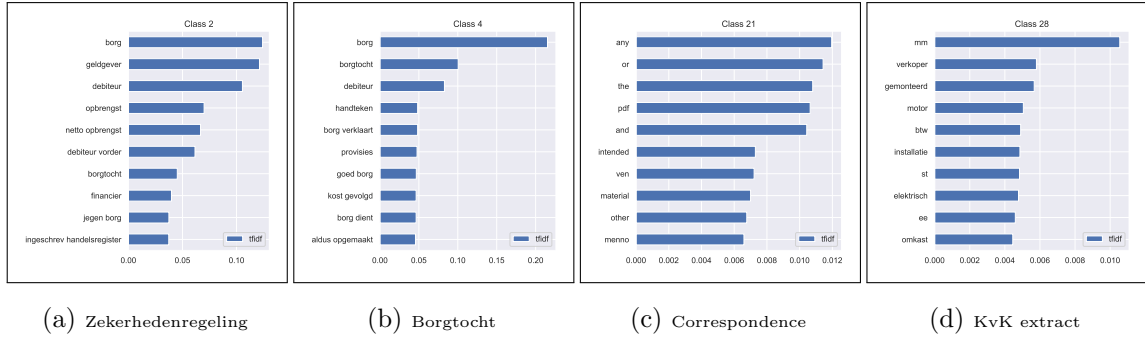 Class 2
borg
geldgever
debiteur
opbrengst
netto opbrengst
debiteur vorder
borgtocht
financier
jegen borg
ingeschrev handelsregister
tfidf
0.00 0.05 0.10
(a) Zekerhedenregeling
Class 4
borg
borgtocht
debiteur
handteken
borg verklaart
provisies
goed borg
kost gevolgd
borg dient
aldus opgemaakt
tfidf
0.00 0.05 0.10 0.15 0.20
(b) Borgtocht
Class 21
any
or
the
pdf
and
intended
ven
material
other
menno
tfidf
0.000 0.002 0.004 0.006 0.008 0.010 0.012
(c) Correspondence
Class 28
mm
verkoper
gemonteerd
motor
btw
installatie
st
elektrisch
ee
omkast
tfidf
0.000 0.002 0.004 0.006 0.008 0.010
(d) KvK extract